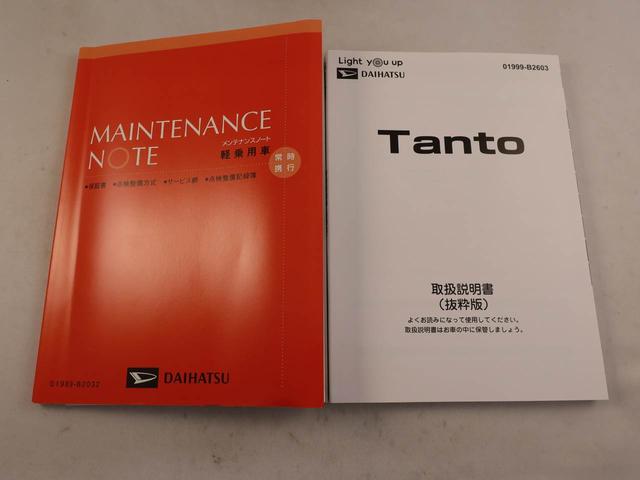 MAINTENANCE
NOTE
メンテナンスノート
軽乗用車
常時
携行
●保証書 ●点検整備方式 ●サービス網 ●点検整備記録簿
DAIHATSU
01989-B2032
Light you up
DAIHATSU
01999-B2603
Tanto
取扱説明書
（抜粋版）
よくお読みになって使用してください。
取扱説明書はお車の中に保管しましょう。